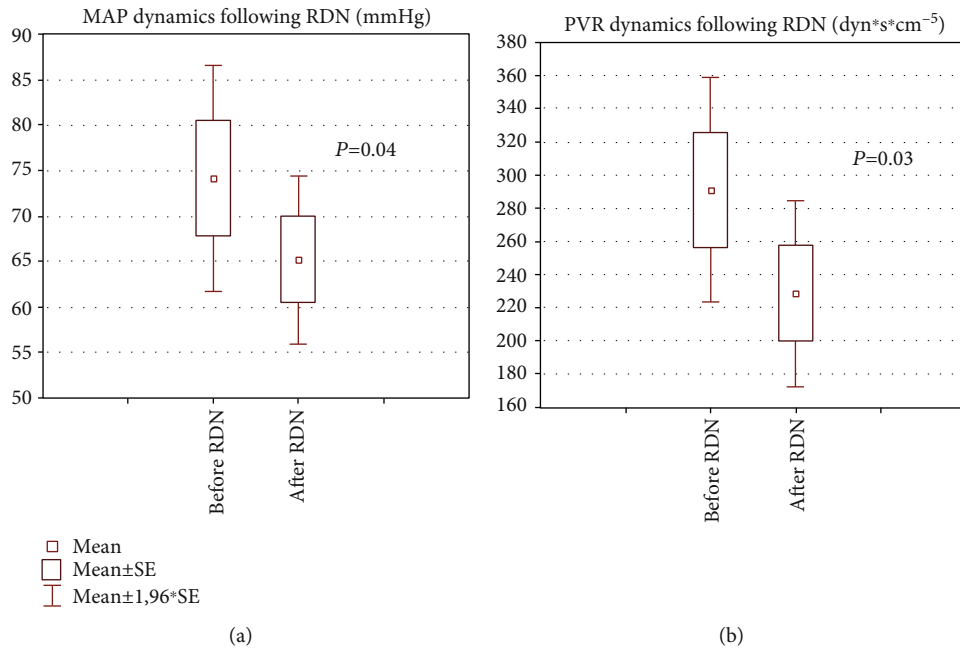 MAP dynamics following RDN (mmHg)
90
85
80
75
70
65
60
55
50
P=0.04
Before RDN
After RDN
Mean
Mean±SE
Mean±1,96*SE
(a)
PVR dynamics following RDN (dyn*s*cm⁻⁵)
380
360
340
320
300
280
260
240
220
200
180
160
P=0.03
Before RDN
After RDN
(b)